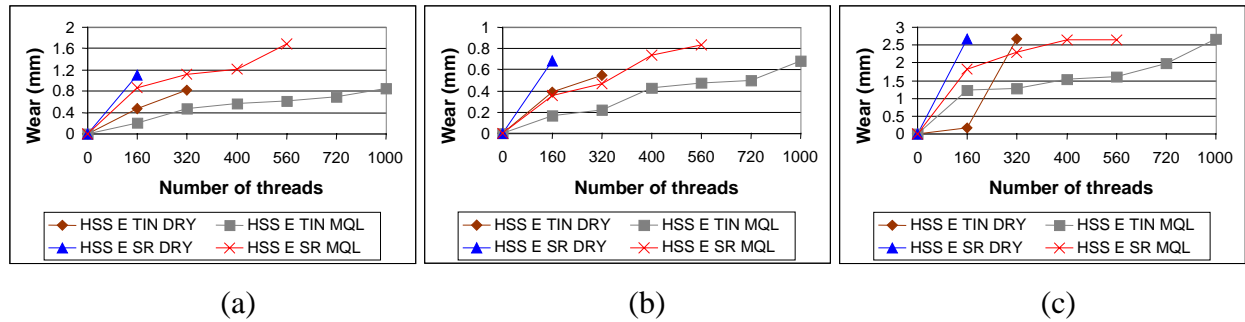 2
1.6
1.2
0.8
0.4
0
0 160 320 400 560 720 1000
Wear (mm)
Number of threads
HSS E TIN DRY HSS E TIN MQL
HSS E SR DRY HSS E SR MQL
(a)
1
0.8
0.6
0.4
0.2
0
0 160 320 400 560 720 1000
Wear (mm)
Number of threads
HSS E TIN DRY HSS E TIN MQL
HSS E SR DRY HSS E SR MQL
(b)
3
2.5
2
1.5
1
0.5
0
0 160 320 400 560 720 1000
Wear (mm)
Number of threads
HSS E TIN DRY HSS E TIN MQL
HSS E SR DRY HSS E SR MQL
(c)